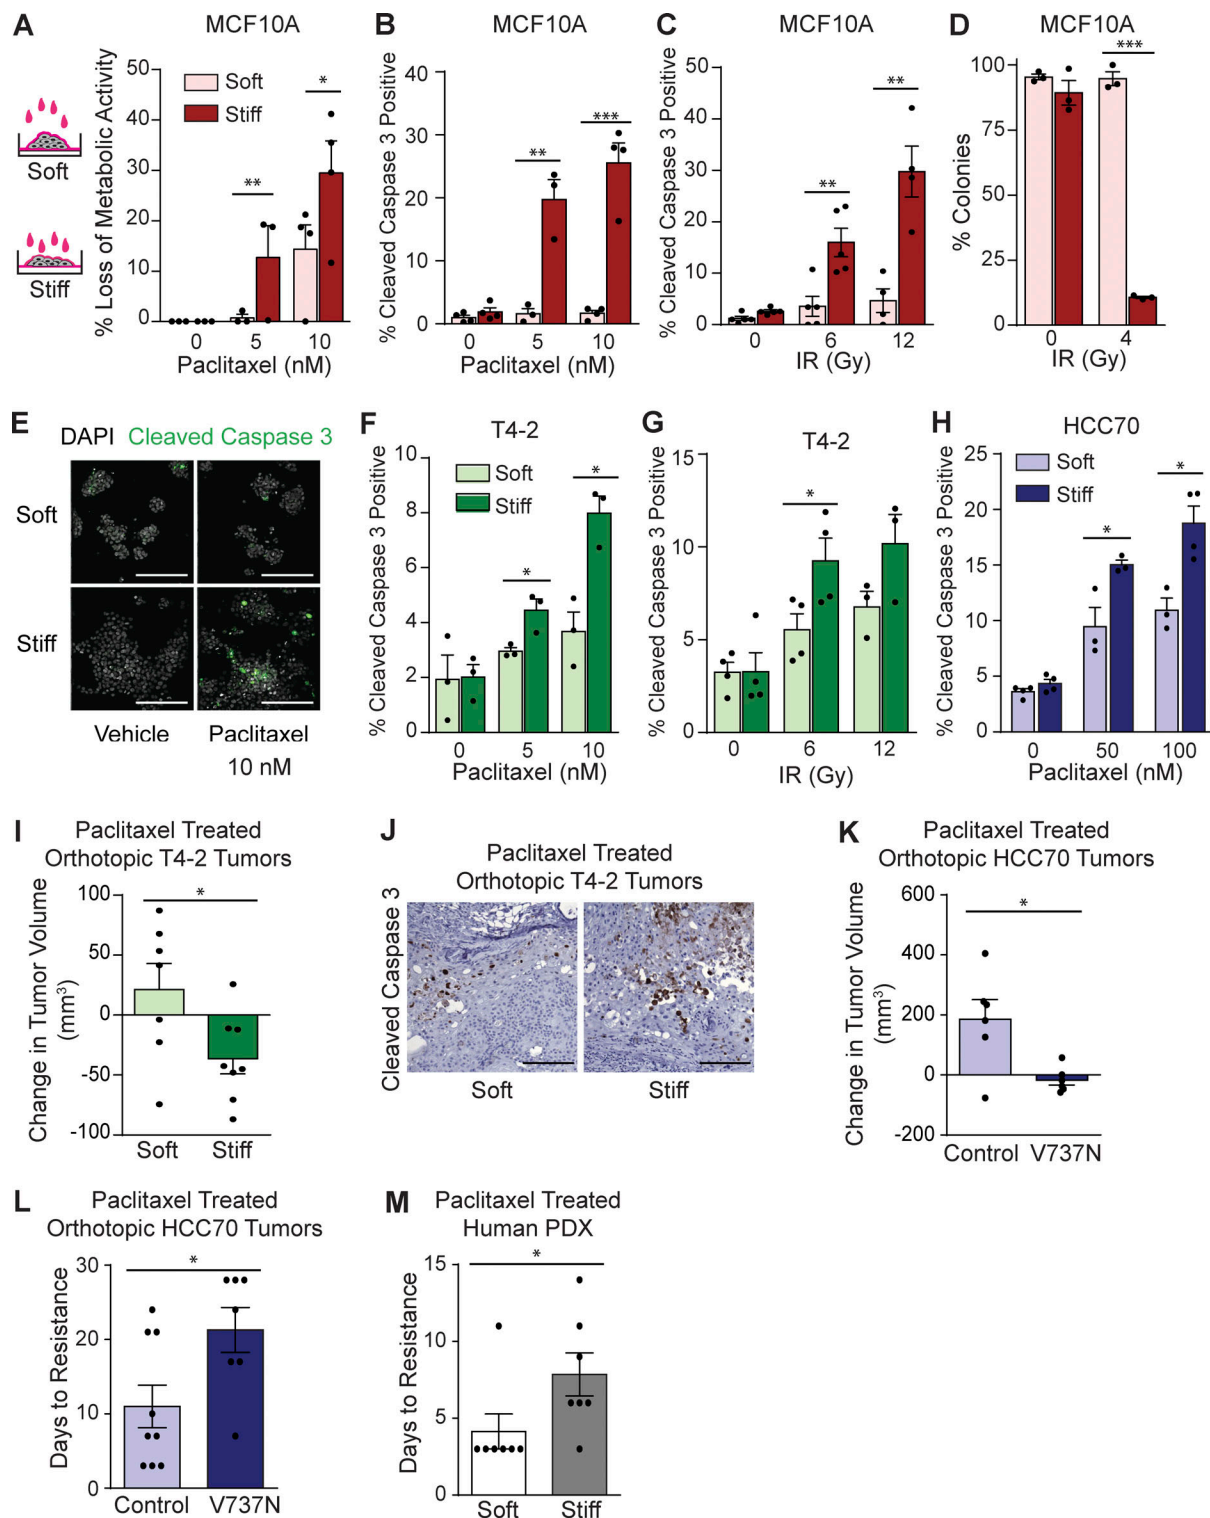 A
MCF10A
% Loss of Metabolic Activity
50
40
30
20
10
0
Soft
Stiff
*
**
Soft
Stiff
0 5 10
Paclitaxel (nM)
B
MCF10A
% Cleaved Caspase 3 Positive
40
30
20
10
0
**
***
0 5 10
Paclitaxel (nM)
C
MCF10A
% Cleaved Caspase 3 Positive
50
40
30
20
10
0
**
**
0 6 12
IR (Gy)
D
MCF10A
% Colonies
100
75
50
25
0
***
0 4
IR (Gy)
E
DAPI Cleaved Caspase 3
Soft
Stiff
Vehicle
Paclitaxel
10 nM
F
T4-2
% Cleaved Caspase 3 Positive
10
8
6
4
2
0
Soft
Stiff
*
*
0 5 10
Paclitaxel (nM)
G
T4-2
% Cleaved Caspase 3 Positive
15
10
5
0
*
0 6 12
IR (Gy)
H
HCC70
% Cleaved Caspase 3 Positive
25
20
15
10
5
0
Soft
Stiff
*
*
0 50 100
Paclitaxel (nM)
I
Paclitaxel Treated
Orthotopic T4-2 Tumors
Change in Tumor Volume
(mm³)
100
50
0
-50
-100
*
Soft Stiff
J
Paclitaxel Treated
Orthotopic T4-2 Tumors
Cleaved Caspase 3
Soft Stiff
K
Paclitaxel Treated
Orthotopic HCC70 Tumors
Change in Tumor Volume
(mm³)
600
400
200
0
-200
*
Control V737N
L
Paclitaxel Treated
Orthotopic HCC70 Tumors
Days to Resistance
30
20
10
0
*
Control V737N
M
Paclitaxel Treated
Human PDX
Days to Resistance
15
10
5
0
*
Soft Stiff